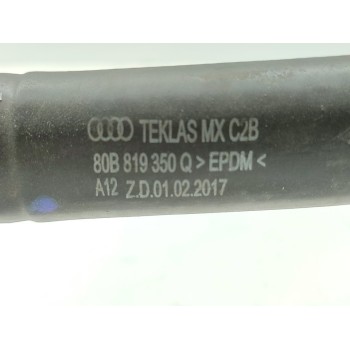 TEKLAS MX C2B
80B 819 350 Q >EPDM<
A12 Z.D.01.02.2017